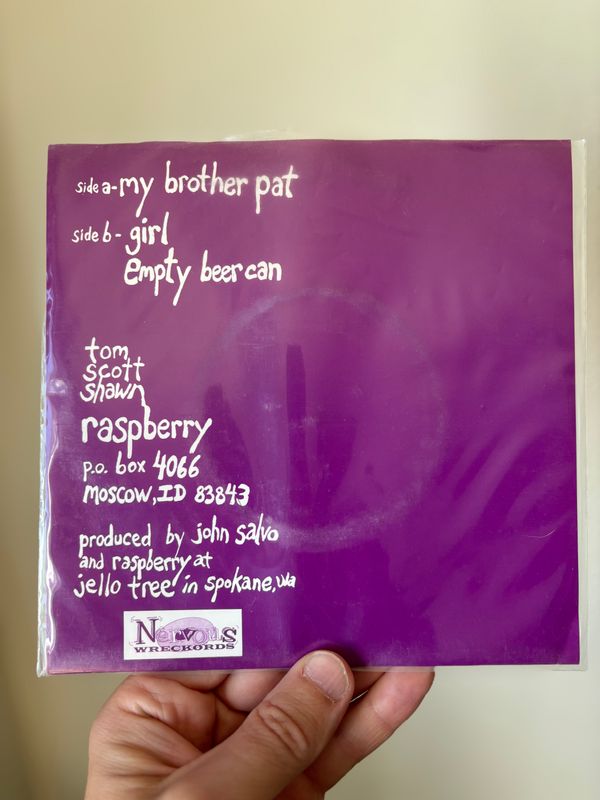 side a- my brother pat
side b- girl
empty beer can
tom
scott
shawn
raspberry
p.o. box 4066
moscow, ID 83843
produced by john salvo
and raspberry at
jello tree in spokane, wa
Nervous
WRECKORDS